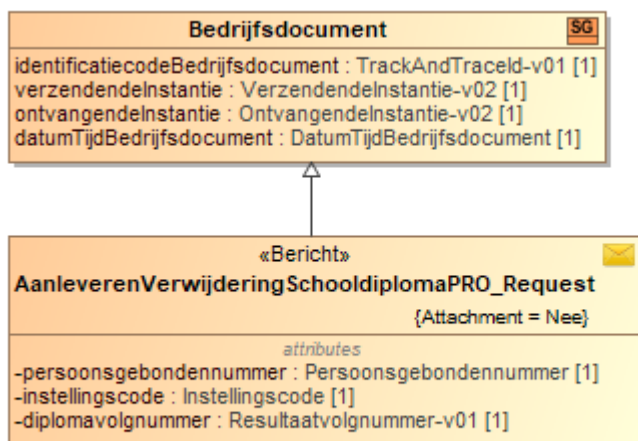 Bedrijfsdocument
SG
identificatiecodeBedrijfsdocument : TrackAndTraceId-v01 [1]
verzendendeInstantie : VerzendendeInstantie-v02 [1]
ontvangendeInstantie : OntvangendeInstantie-v02 [1]
datumTijdBedrijfsdocument : DatumTijdBedrijfsdocument [1]
«Bericht»
AanleverenVerwijderingSchooldiplomaPRO_Request
{Attachment = Nee}
attributes
-persoonsgebondennummer : Persoonsgebondennummer [1]
-instellingscode : Instellingscode [1]
-diplomavolgnummer : Resultaatvolgnummer-v01 [1]